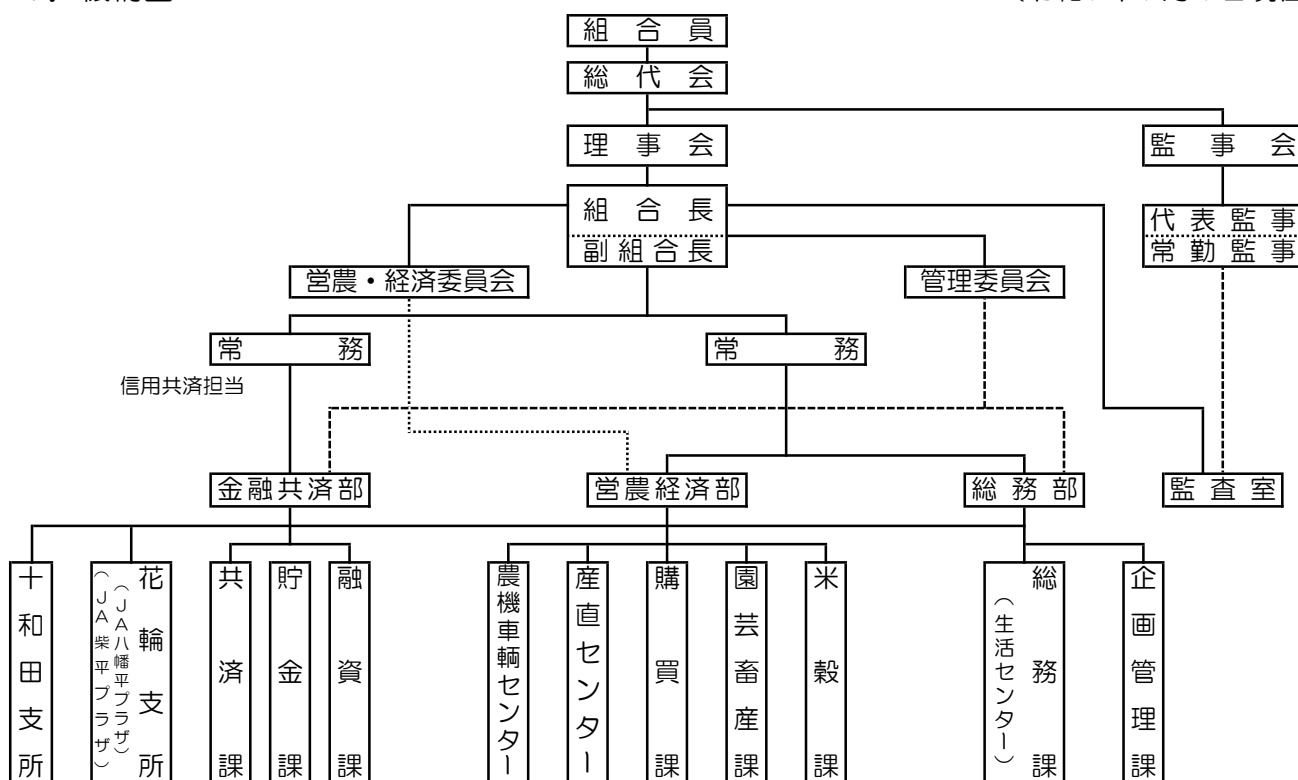 組合員
総代会
理事会
監事会
組合長
副組合長
代表監事
常勤監事
営農・経済委員会
管理委員会
常務
常務
信用共済担当
金融共済部
営農経済部
総務部
監査室
十和田支所
花輪支所
(JA八幡平プラザ)
(JA柴平プラザ)
共済課
貯金課
融資課
農機車輌センター
産直センター
購買課
園芸畜産課
米穀課
総務課
(生活センター)
企画管理課